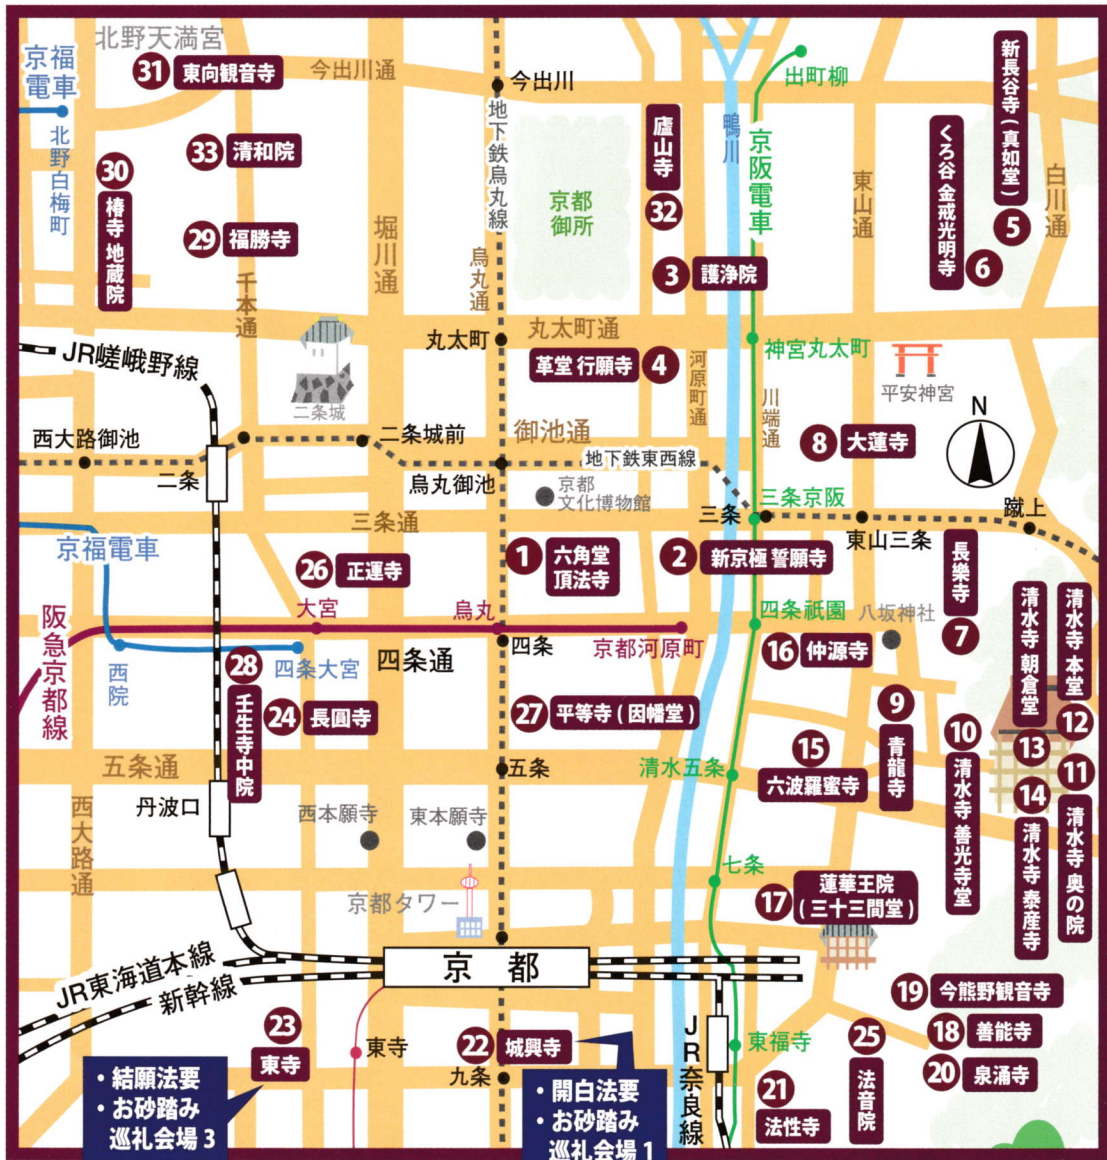 北野天満宮
京福
電車
北野白梅町
31 東向観音寺
今出川通
今出川
出町柳
新長谷寺(真如堂)
5
33 清和院
30
椿寺 地蔵院
29 福勝寺
千本通
堀川通
地下鉄烏丸線
烏丸通
京都
御所
廬山寺
32
鴨川
京阪電車
東山通
くろ谷 金戒光明寺
6
白川通
3 護浄院
丸太町
丸太町通
神宮丸太町
革堂 行願寺 4
河原町通
川端通
平安神宮
N
JR嵯峨野線
二条城
西大路御池
二条
二条城前
御池通
烏丸御池
地下鉄東西線
8 大蓮寺
京都
文化博物館
三条通
三条
三条京阪
東山三条
蹴上
京福電車
26 正運寺
1 六角堂
頂法寺
2 新京極 誓願寺
長樂寺
7
阪急京都線
大宮
烏丸
京都河原町
四条祇園
八坂神社
西院
四条大宮
四条通
四条
16 仲源寺
清水寺 朝倉堂
13
清水寺 本堂
12
28
壬生寺中院
24 長圓寺
27 平等寺(因幡堂)
9
青龍寺
10
清水寺 善光寺堂
15
六波羅蜜寺
11
清水寺 奥の院
14
清水寺 泰産寺
五条通
五条
清水五条
丹波口
西大路通
西本願寺
東本願寺
京都タワー
七条
17 蓮華王院
(三十三間堂)
京都
JR東海道本線
新幹線
19 今熊野観音寺
18 善能寺
20 泉涌寺
23
東寺
東寺
22 城興寺
九条
JR奈良線
東福寺
21
法性寺
25
法音院
・結願法要
・お砂踏み
巡礼会場3
・開白法要
・お砂踏み
巡礼会場1